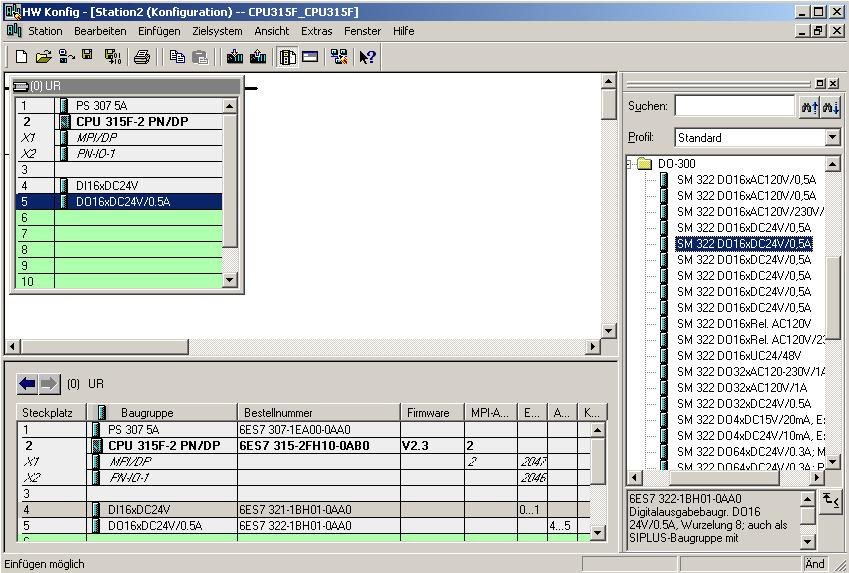 HW Konfig - [Station2 (Konfiguration) -- CPU315F_CPU315F]
Station Bearbeiten Einfügen Zielsystem Ansicht Extras Fenster Hilfe
(0) UR
1 PS 307 5A
2 CPU 315F-2 PN/DP
X1 MPI/DP
X2 PN-IO-1
3
4 DI16xDC24V
5 DO16xDC24V/0.5A
6
7
8
9
10
Suchen:
Profil: Standard
DO-300
SM 322 DO16xAC120V/0,5A
SM 322 DO16xAC120V/0,5A
SM 322 DO16xAC120V/230V/
SM 322 DO16xDC24V/0,5A
SM 322 DO16xDC24V/0,5A
SM 322 DO16xDC24V/0,5A
SM 322 DO16xDC24V/0,5A
SM 322 DO16xDC24V/0,5A
SM 322 DO16xDC24V/0,5A
SM 322 DO16xRel. AC120V
SM 322 DO16xRel. AC120V/23
SM 322 DO16xUC24/48V
SM 322 DO32xAC120-230V/1A
SM 322 DO32xAC120V/1A
SM 322 DO32xDC24V/0.5A
SM 322 DO4xDC15V/20mA, Ex
SM 322 DO4xDC24V/10mA, Ex
SM 322 DO64xDC24V/0.3A; M
SM 322 DO64xDC24V/0.3A; P
6ES7 322-1BH01-0AA0
Digitalausgabebaugr. DO16
24V/0.5A, Wurzelung 8; auch als
SIPLUS-Baugruppe mit
(0) UR
Steckplatz Baugruppe Bestellnummer Firmware MPI-A... E... A... K...
1 PS 307 5A 6ES7 307-1EA00-0AA0
2 CPU 315F-2 PN/DP 6ES7 315-2FH10-0AB0 V2.3 2
X1 MPI/DP 2 2047
X2 PN-IO-1 2046
3
4 DI16xDC24V 6ES7 321-1BH01-0AA0 0...1
5 DO16xDC24V/0.5A 6ES7 322-1BH01-0AA0 4...5
Einfügen möglich Änd